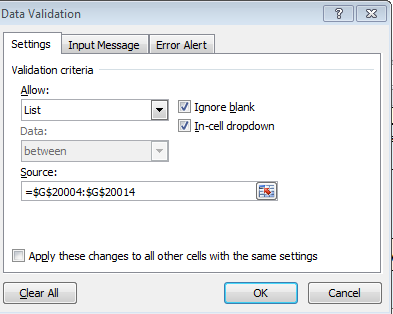 Data Validation
Settings Input Message Error Alert
Validation criteria
Allow:
List
Ignore blank
In-cell dropdown
Data:
between
Source:
=$G$20004:$G$20014
Apply these changes to all other cells with the same settings
Clear All OK Cancel